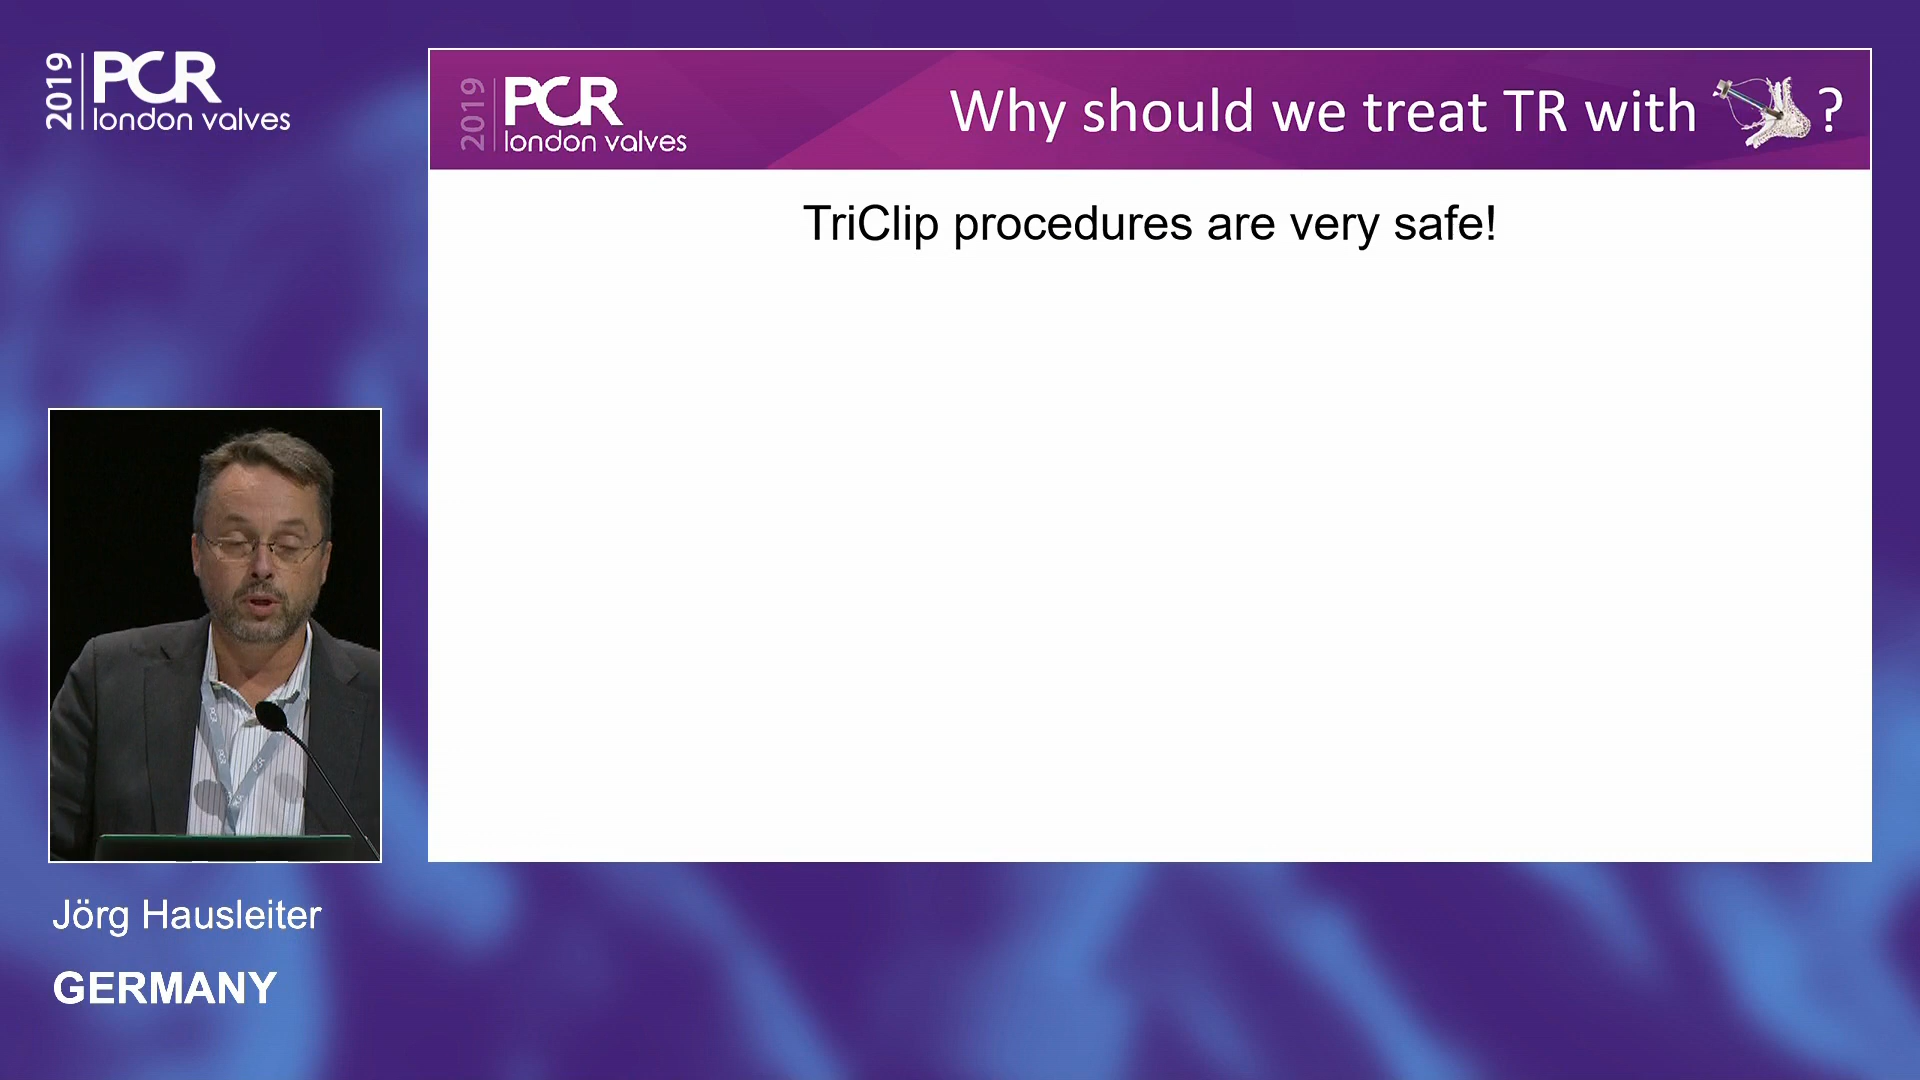 2019
PCR
london valves
2019
PCR
london valves
Why should we treat TR with ?
TriClip procedures are very safe!
Jörg Hausleiter
GERMANY